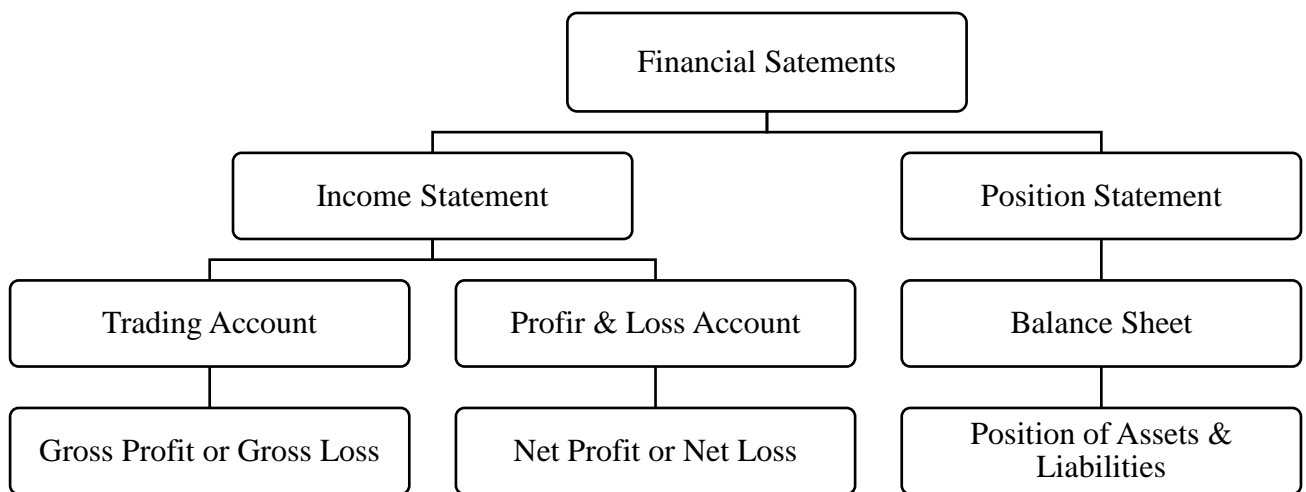 Financial Satements
Income Statement
Position Statement
Trading Account
Profir & Loss Account
Balance Sheet
Gross Profit or Gross Loss
Net Profit or Net Loss
Position of Assets &
Liabilities